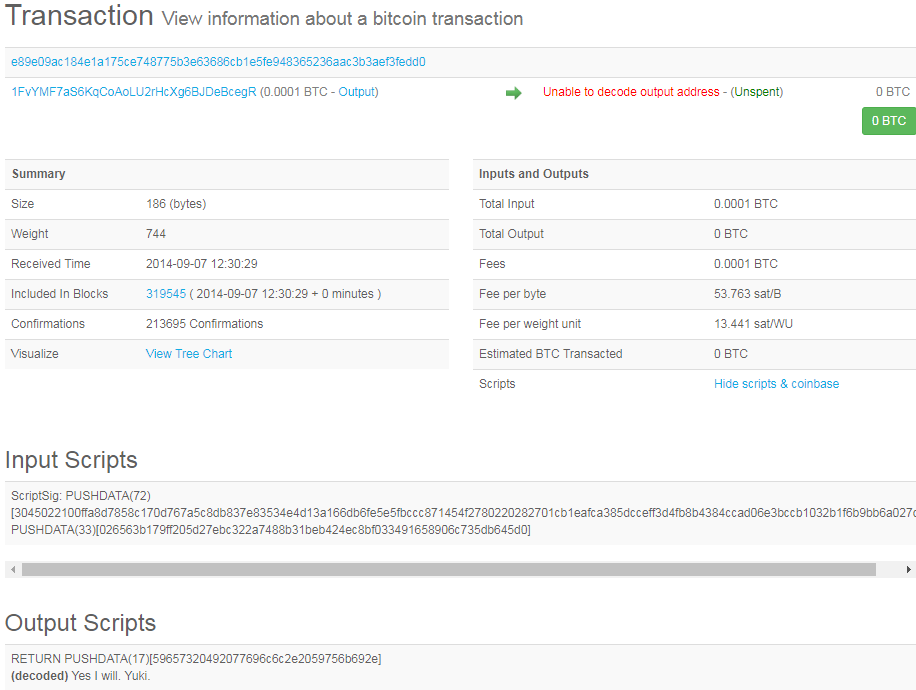 Transaction View information about a bitcoin transaction
e89e09ac184e1a175ce748775b3e63686cb1e5fe948365236aac3b3aef3fedd0
1FvYMF7aS6KqCoAoLU2rHcXg6BJDeBcegR (0.0001 BTC - Output)
Unable to decode output address - (Unspent)
0 BTC
0 BTC
Summary
Size 186 (bytes)
Weight 744
Received Time 2014-09-07 12:30:29
Included In Blocks 319545 ( 2014-09-07 12:30:29 + 0 minutes )
Confirmations 213695 Confirmations
Visualize View Tree Chart
Inputs and Outputs
Total Input 0.0001 BTC
Total Output 0 BTC
Fees 0.0001 BTC
Fee per byte 53.763 sat/B
Fee per weight unit 13.441 sat/WU
Estimated BTC Transacted 0 BTC
Scripts Hide scripts & coinbase
Input Scripts
ScriptSig: PUSHDATA(72)
[3045022100ffa8d7858c170d767a5c8db837e83534e4d13a166db6fe5e5fbccc871454f2780220282701cb1eafca385dcceff3d4fb8b4384ccad06e3bccb1032b1f6b9bb6a027c
PUSHDATA(33)[026563b179ff205d27ebc322a7488b31beb424ec8bf033491658906c735db645d0]
Output Scripts
RETURN PUSHDATA(17)[59657320492077696c6c2e2059756b692e]
(decoded) Yes I will. Yuki.